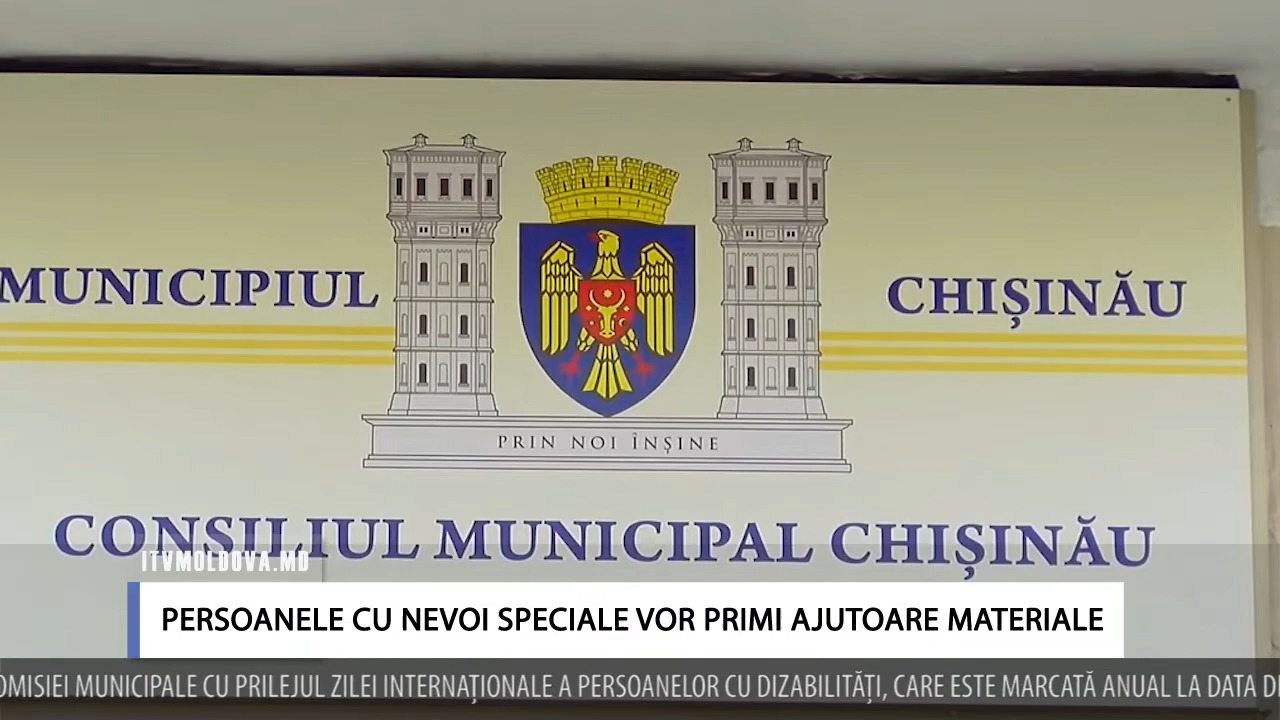 MUNICIPIUL CHIȘINĂU
PRIN NOI ÎNȘINE
CONSILIUL MUNICIPAL CHIȘINĂU
ITVMOLDOVA.MD
PERSOANELE CU NEVOI SPECIALE VOR PRIMI AJUTOARE MATERIALE
MUNICIPALE CU PRILEJUL ZILEI INTERNAȚIONALE A PERSOANELOR CU DIZABILITĂȚI, CARE ESTE MARCATĂ ANUAL LA DATA